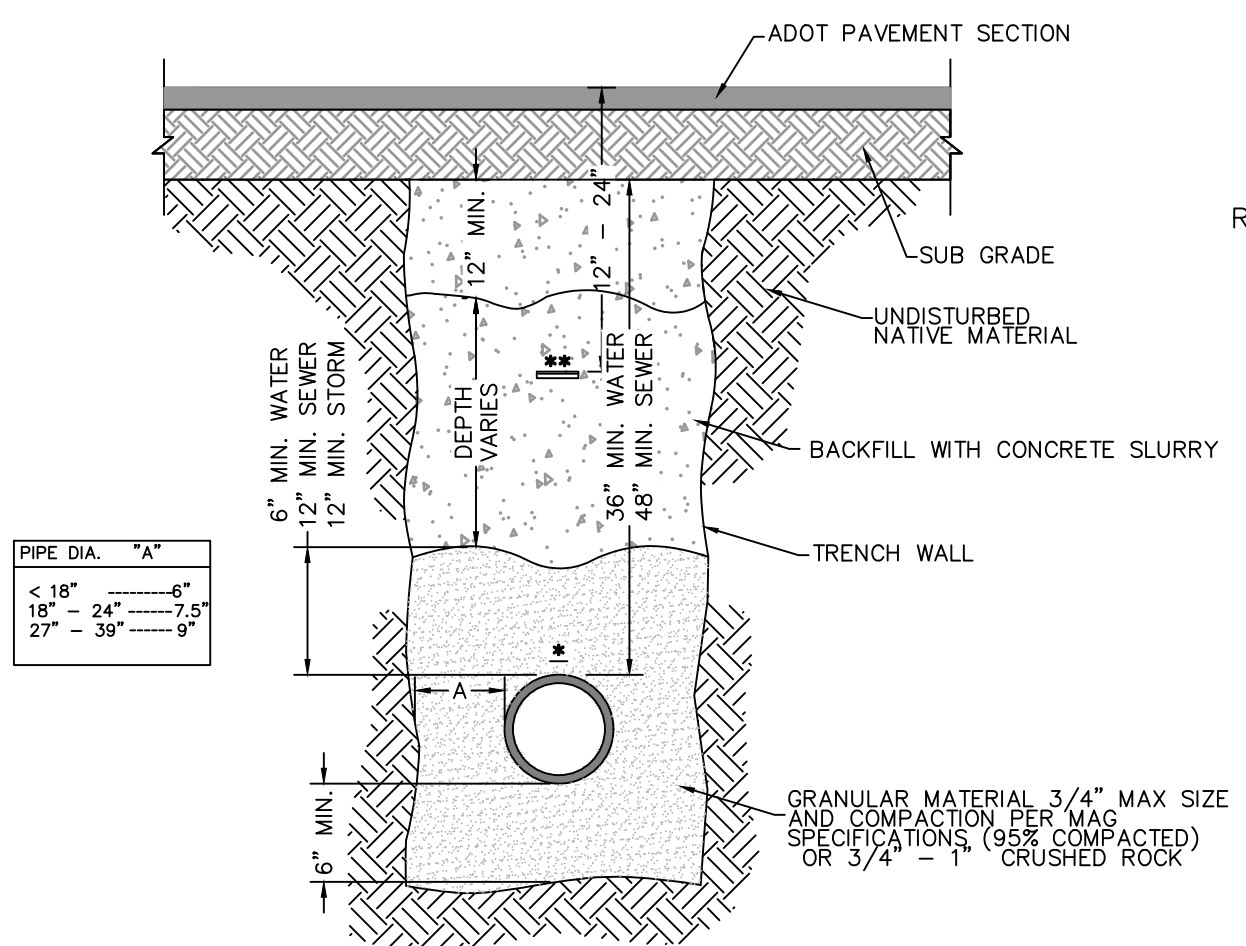 ADOT PAVEMENT SECTION
12" MIN.
12" – 24"
R
SUB GRADE
UNDISTURBED
NATIVE MATERIAL
6" MIN. WATER
12" MIN. SEWER
12" MIN. STORM
DEPTH
VARIES
**
36" MIN. WATER
48" MIN. SEWER
BACKFILL WITH CONCRETE SLURRY
TRENCH WALL
PIPE DIA. "A"
< 18" ---------6"
18" – 24" ------7.5"
27" – 39" ------ 9"
*
A
6" MIN.
GRANULAR MATERIAL 3/4" MAX SIZE
AND COMPACTION PER MAG
SPECIFICATIONS (95% COMPACTED)
OR 3/4" – 1" CRUSHED ROCK